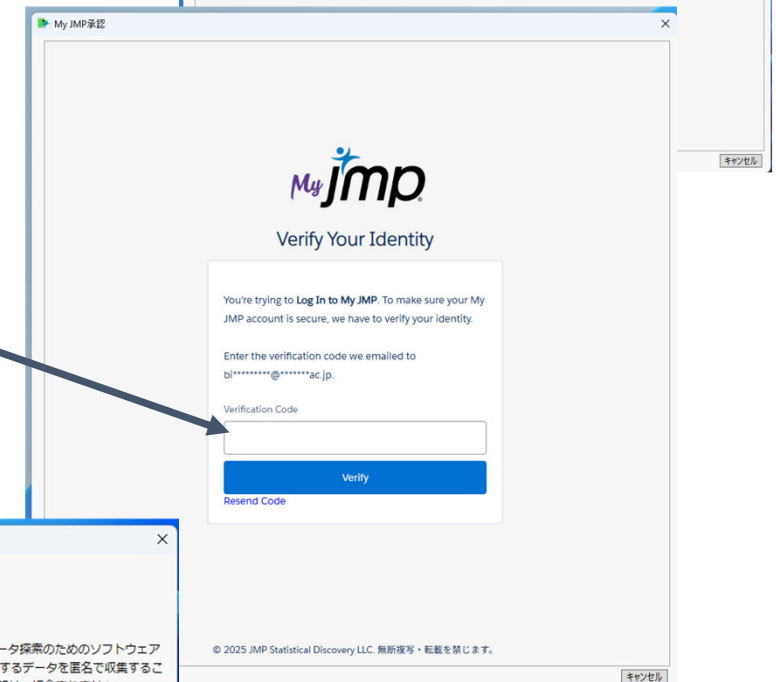 My JMP承認
キャンセル
My jmp
Verify Your Identity
You're trying to Log In to My JMP. To make sure your My
JMP account is secure, we have to verify your identity.
Enter the verification code we emailed to
bi*********@*******ac.jp.
Verification Code
Verify
Resend Code
ータ探索のためのソフトウェア
するデータを匿名で収集するこ
© 2025 JMP Statistical Discovery LLC. 無断複写・転載を禁じます。
キャンセル